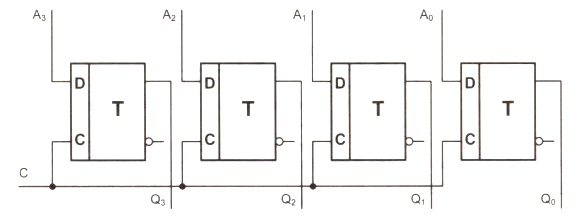 A3 A2 A1 A0
D D D D
T T T T
C C C C
C
Q3 Q2 Q1 Q0